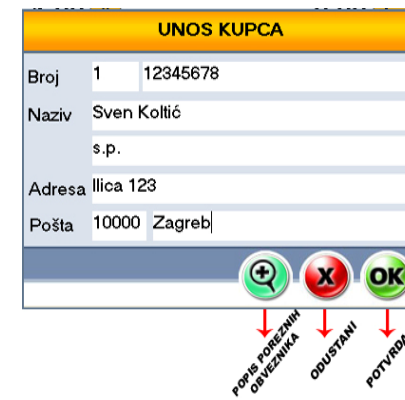 UNOS KUPCA
Broj 1 12345678
Naziv Sven Koltić
s.p.
Adresa Ilica 123
Pošta 10000 Zagreb
X OK
POPIS POREZNIH
OBVEZNIKA
ODUSTANI
POTVRDA